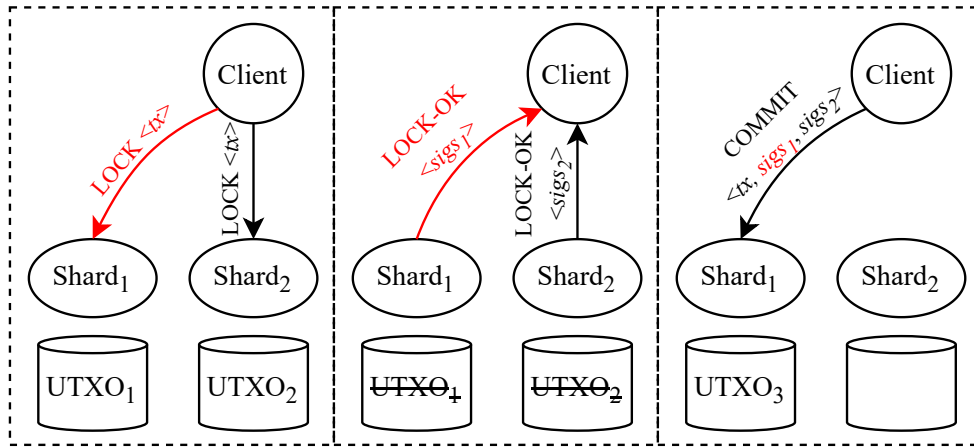 Client
LOCK <tx>
LOCK <tx>
Shard₁
Shard₂
UTXO₁
UTXO₂
Client
LOCK-OK
<sigs₁>
LOCK-OK
<sigs₂>
Shard₁
Shard₂
UTXO₁
UTXO₂
Client
COMMIT
<tx, sigs₁, sigs₂>
Shard₁
Shard₂
UTXO₃